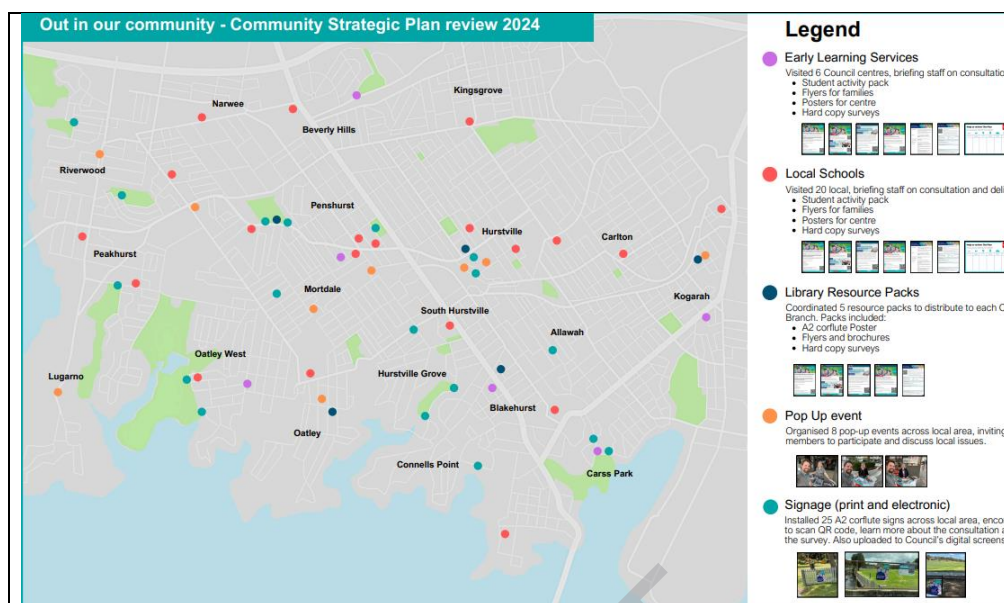 Out in our community - Community Strategic Plan review 2024
Kingsgrove
Narwee
Beverly Hills
Riverwood
Penshurst
Hurstville
Carlton
Peakhurst
Mortdale
Kogarah
South Hurstville
Allawah
Oatley West
Lugarno
Hurstville Grove
Blakehurst
Oatley
Connells Point
Carss Park
Legend
Early Learning Services
Visited 6 Council centres, briefing staff on consultatio
• Student activity pack
• Flyers for families
• Posters for centre
• Hard copy surveys
Local Schools
Visited 20 local, briefing staff on consultation and deli
• Student activity pack
• Flyers for families
• Posters for centre
• Hard copy surveys
Library Resource Packs
Coordinated 5 resource packs to distribute to each C
Branch. Packs included:
• A2 corflute Poster
• Flyers and brochures
• Hard copy surveys
Pop Up event
Organised 8 pop-up events across local area, inviting
members to participate and discuss local issues.
Signage (print and electronic)
Installed 25 A2 corflute signs across local area, enco
to scan QR code, learn more about the consultation a
the survey. Also uploaded to Council's digital screens